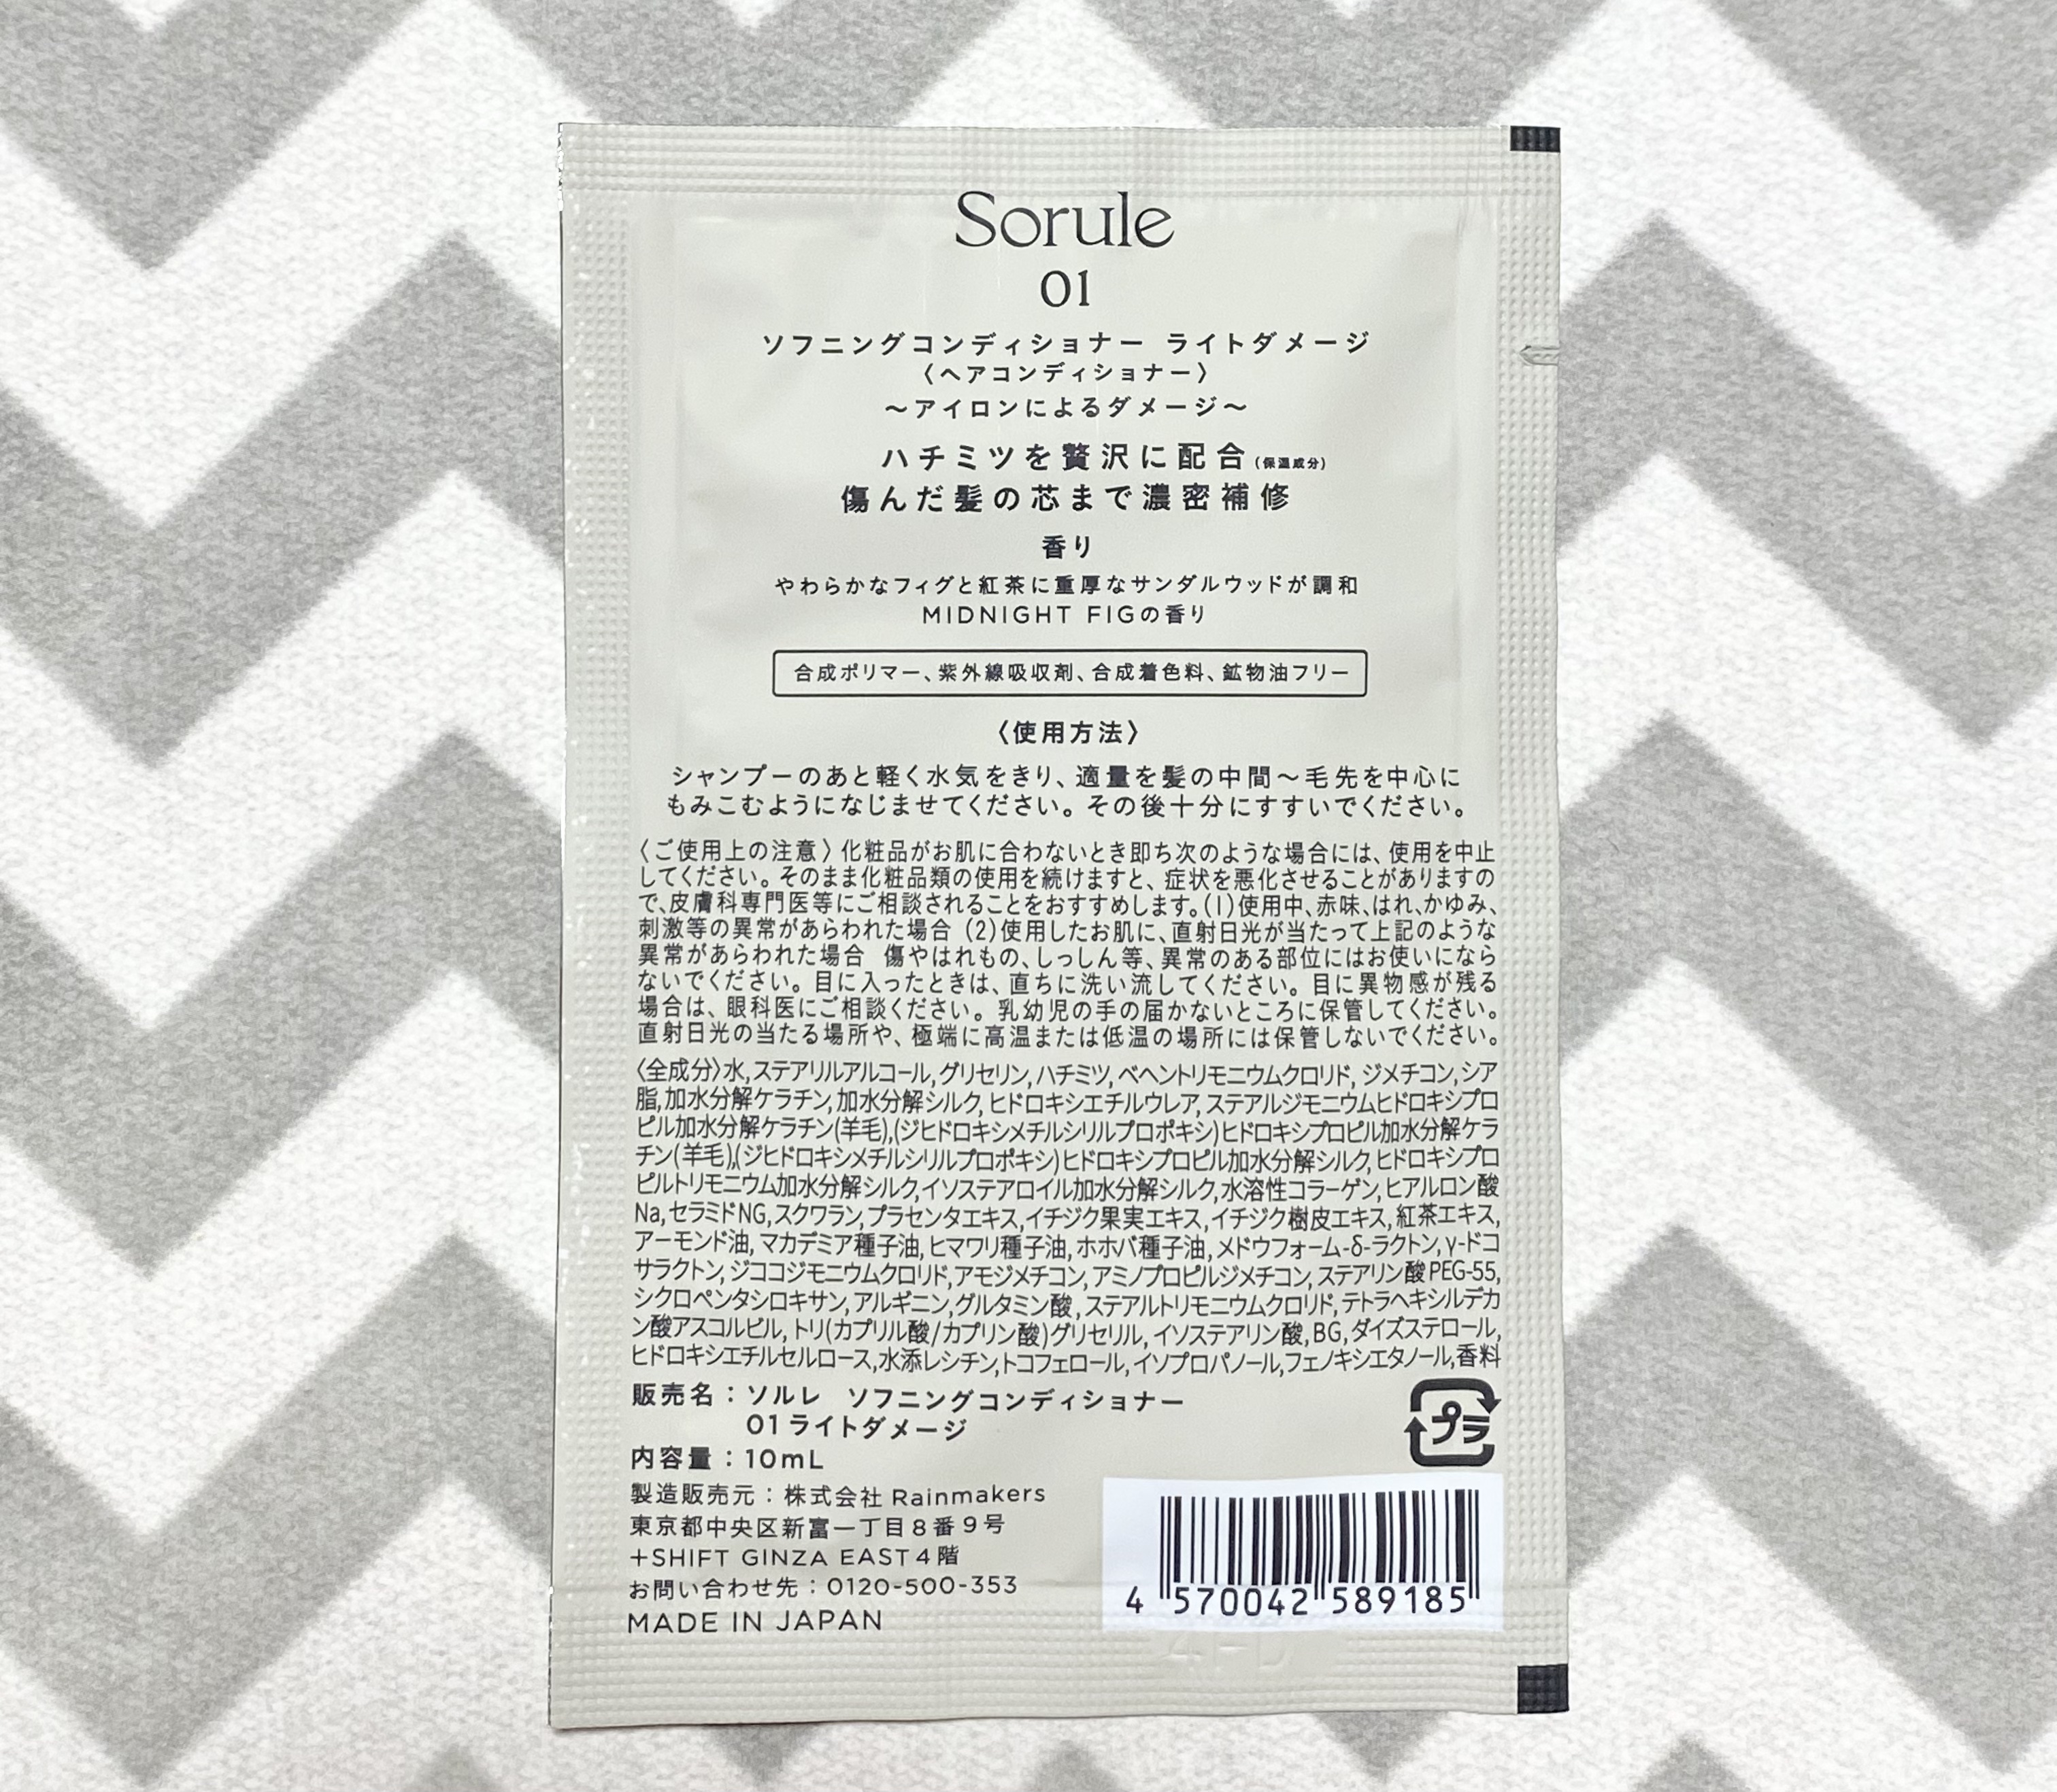 Sorule
01
ソフニングコンディショナー ライトダメージ
〈ヘアコンディショナー〉
〜アイロンによるダメージ〜
ハチミツを贅沢に配合(保湿成分)
傷んだ髪の芯まで濃密補修
香り
やわらかなフィグと紅茶に重厚なサンダルウッドが調和
MIDNIGHT FIGの香り
合成ポリマー、紫外線吸収剤、合成着色料、鉱物油フリー
〈使用方法〉
シャンプーのあと軽く水気をきり、適量を髪の中間〜毛先を中心に
もみこむようになじませてください。その後十分にすすいでください。
〈ご使用上の注意〉化粧品がお肌に合わないとき即ち次のような場合には、使用を中止
してください。そのまま化粧品類の使用を続けますと、症状を悪化させることがありますの
で、皮膚科専門医等にご相談されることをおすすめします。(1)使用中、赤味、はれ、かゆみ、
刺激等の異常があらわれた場合 (2)使用したお肌に、直射日光が当たって上記のような
異常があらわれた場合 傷やはれもの、しっしん等、異常のある部位にはお使いになら
ないでください。目に入ったときは、直ちに洗い流してください。目に異物感が残る
場合は、眼科医にご相談ください。乳幼児の手の届かないところに保管してください。
直射日光の当たる場所や、極端に高温または低温の場所には保管しないでください。
〈全成分〉水,ステアリルアルコール,グリセリン,ハチミツ,ベヘントリモニウムクロリド,ジメチコン,シア
脂,加水分解ケラチン,加水分解シルク,ヒドロキシエチルウレア,ステアルジモニウムヒドロキシプロ
ピル加水分解ケラチン(羊毛),(ジヒドロキシメチルシリルプロポキシ)ヒドロキシプロピル加水分解ケラ
チン(羊毛),(ジヒドロキシメチルシリルプロポキシ)ヒドロキシプロピル加水分解シルク,ヒドロキシプロ
ピルトリモニウム加水分解シルク,イソステアロイル加水分解シルク,水溶性コラーゲン,ヒアルロン酸
Na,セラミドNG,スクワラン,プラセンタエキス,イチジク果実エキス,イチジク樹皮エキス,紅茶エキス,
アーモンド油,マカデミア種子油,ヒマワリ種子油,ホホバ種子油,メドウフォーム-δ-ラクトン,γ-ドコ
サラクトン,ジココジモニウムクロリド,アモジメチコン,アミノプロピルジメチコン,ステアリン酸PEG-55,
シクロペンタシロキサン,アルギニン,グルタミン酸,ステアルトリモニウムクロリド,テトラヘキシルデカ
ン酸アスコルビル,トリ(カプリル酸/カプリン酸)グリセリル,イソステアリン酸,BG,ダイズステロール,
ヒドロキシエチルセルロース,水添レシチン,トコフェロール,イソプロパノール,フェノキシエタノール,香料
販売名：ソルレ ソフニングコンディショナー
01 ライトダメージ
プラ
内容量：10mL
製造販売元：株式会社 Rainmakers
東京都中央区新富一丁目8番9号
+SHIFT GINZA EAST4階
お問い合わせ先：0120-500-353
MADE IN JAPAN
4 570042 589185